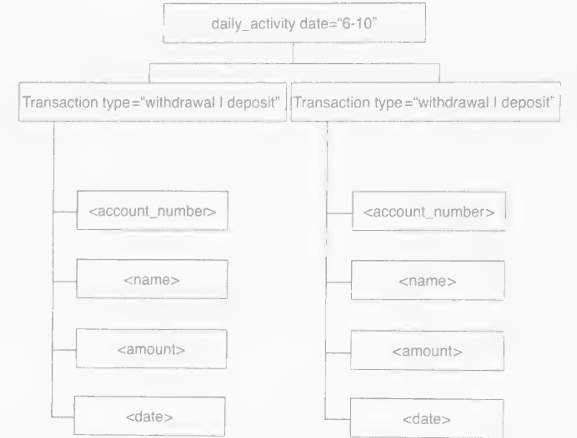 daily_activity date="6-10"
Transaction type="withdrawal | deposit"
Transaction type="withdrawal | deposit"
<account_number>
<account_number>
<name>
<name>
<amount>
<amount>
<date>
<date>